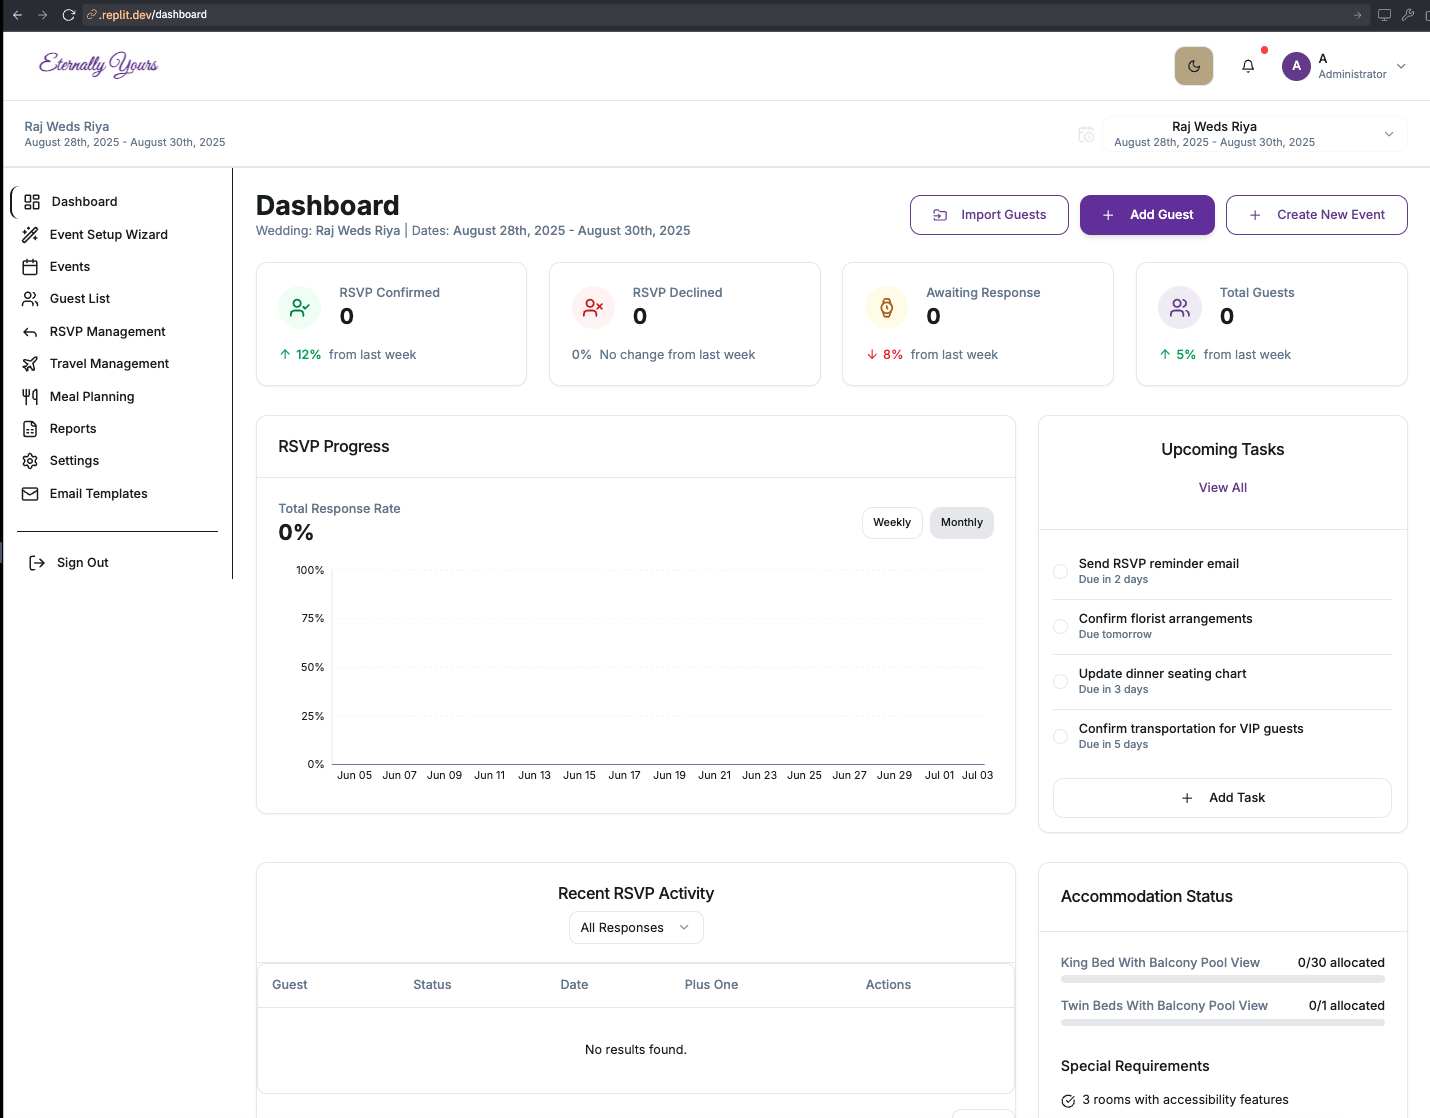 .replit.dev/dashboard
Eternally Yours
A
A
Administrator
Raj Weds Riya
August 28th, 2025 - August 30th, 2025
Raj Weds Riya
August 28th, 2025 - August 30th, 2025
Dashboard
Event Setup Wizard
Events
Guest List
RSVP Management
Travel Management
Meal Planning
Reports
Settings
Email Templates
Sign Out
Dashboard
Wedding: Raj Weds Riya | Dates: August 28th, 2025 - August 30th, 2025
Import Guests
+ Add Guest
+ Create New Event
RSVP Confirmed
0
↑ 12% from last week
RSVP Declined
0
0% No change from last week
Awaiting Response
0
↓ 8% from last week
Total Guests
0
↑ 5% from last week
RSVP Progress
Total Response Rate
0%
Weekly
Monthly
100%
75%
50%
25%
0%
Jun 05 Jun 07 Jun 09 Jun 11 Jun 13 Jun 15 Jun 17 Jun 19 Jun 21 Jun 23 Jun 25 Jun 27 Jun 29 Jul 01 Jul 03
Upcoming Tasks
View All
Send RSVP reminder email
Due in 2 days
Confirm florist arrangements
Due tomorrow
Update dinner seating chart
Due in 3 days
Confirm transportation for VIP guests
Due in 5 days
+ Add Task
Recent RSVP Activity
All Responses
Guest Status Date Plus One Actions
No results found.
Accommodation Status
King Bed With Balcony Pool View 0/30 allocated
Twin Beds With Balcony Pool View 0/1 allocated
Special Requirements
3 rooms with accessibility features